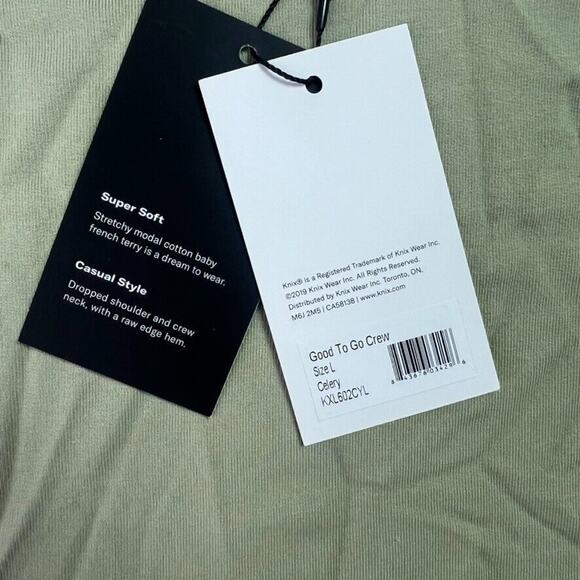 Super Soft
Stretchy modal cotton baby
french terry is a dream to wear.
Casual Style
Dropped shoulder and crew
neck, with a raw edge hem.
Knix® is a Registered Trademark of Knix Wear Inc.
©2019 Knix Wear Inc. All Rights Reserved.
Distributed by Knix Wear Inc. Toronto, ON,
M6J 2M5 | CA58138 | www.knix.com
Good To Go Crew
Size L
Celery
KXL602CYL